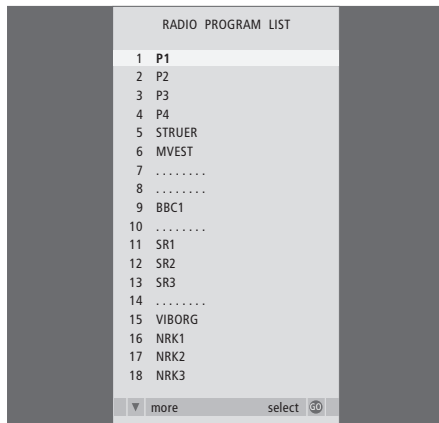 RADIO PROGRAM LIST
1 P1
2 P2
3 P3
4 P4
5 STRUER
6 MVEST
7 ........
8 ........
9 BBC1
10 ........
11 SR1
12 SR2
13 SR3
14 ........
15 VIBORG
16 NRK1
17 NRK2
18 NRK3
▼ more select GO